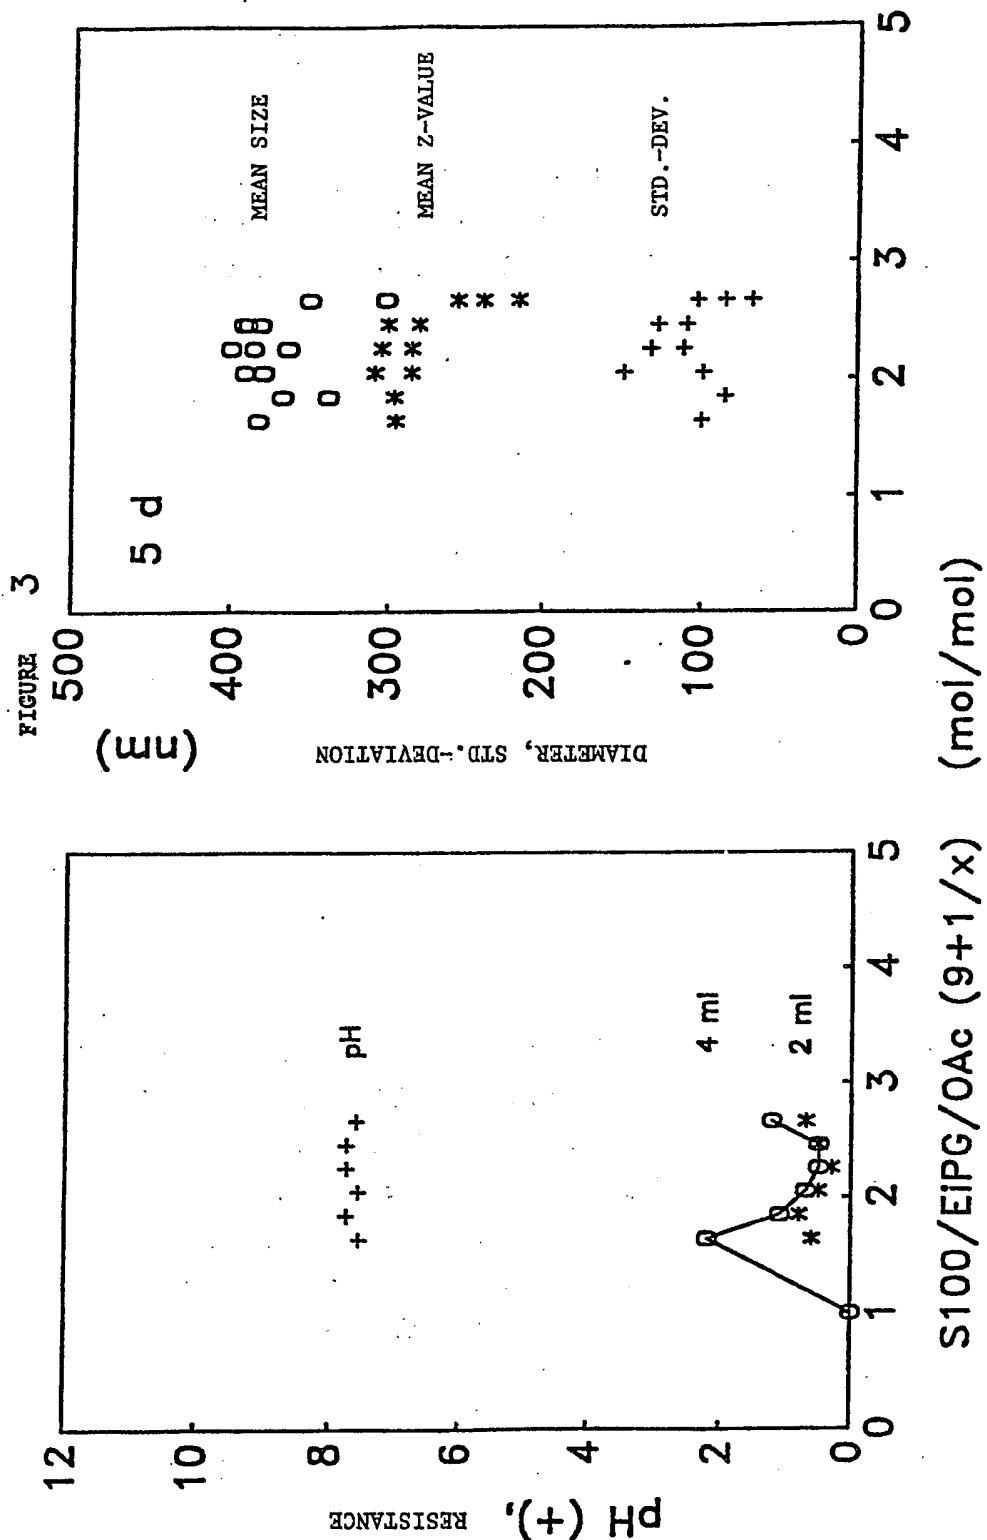 FIGURE 3
12
10
8
6
4
2
0
pH (+), RESISTANCE
pH
4 ml
2 ml
0 1 2 3 4 5
S100/EiPG/OAc (9+1/x) (mol/mol)
500
400
300
200
100
0
(nm)
DIAMETER, STD.-DEVIATION
5 d
MEAN SIZE
MEAN Z-VALUE
STD.-DEV.
0 1 2 3 4 5